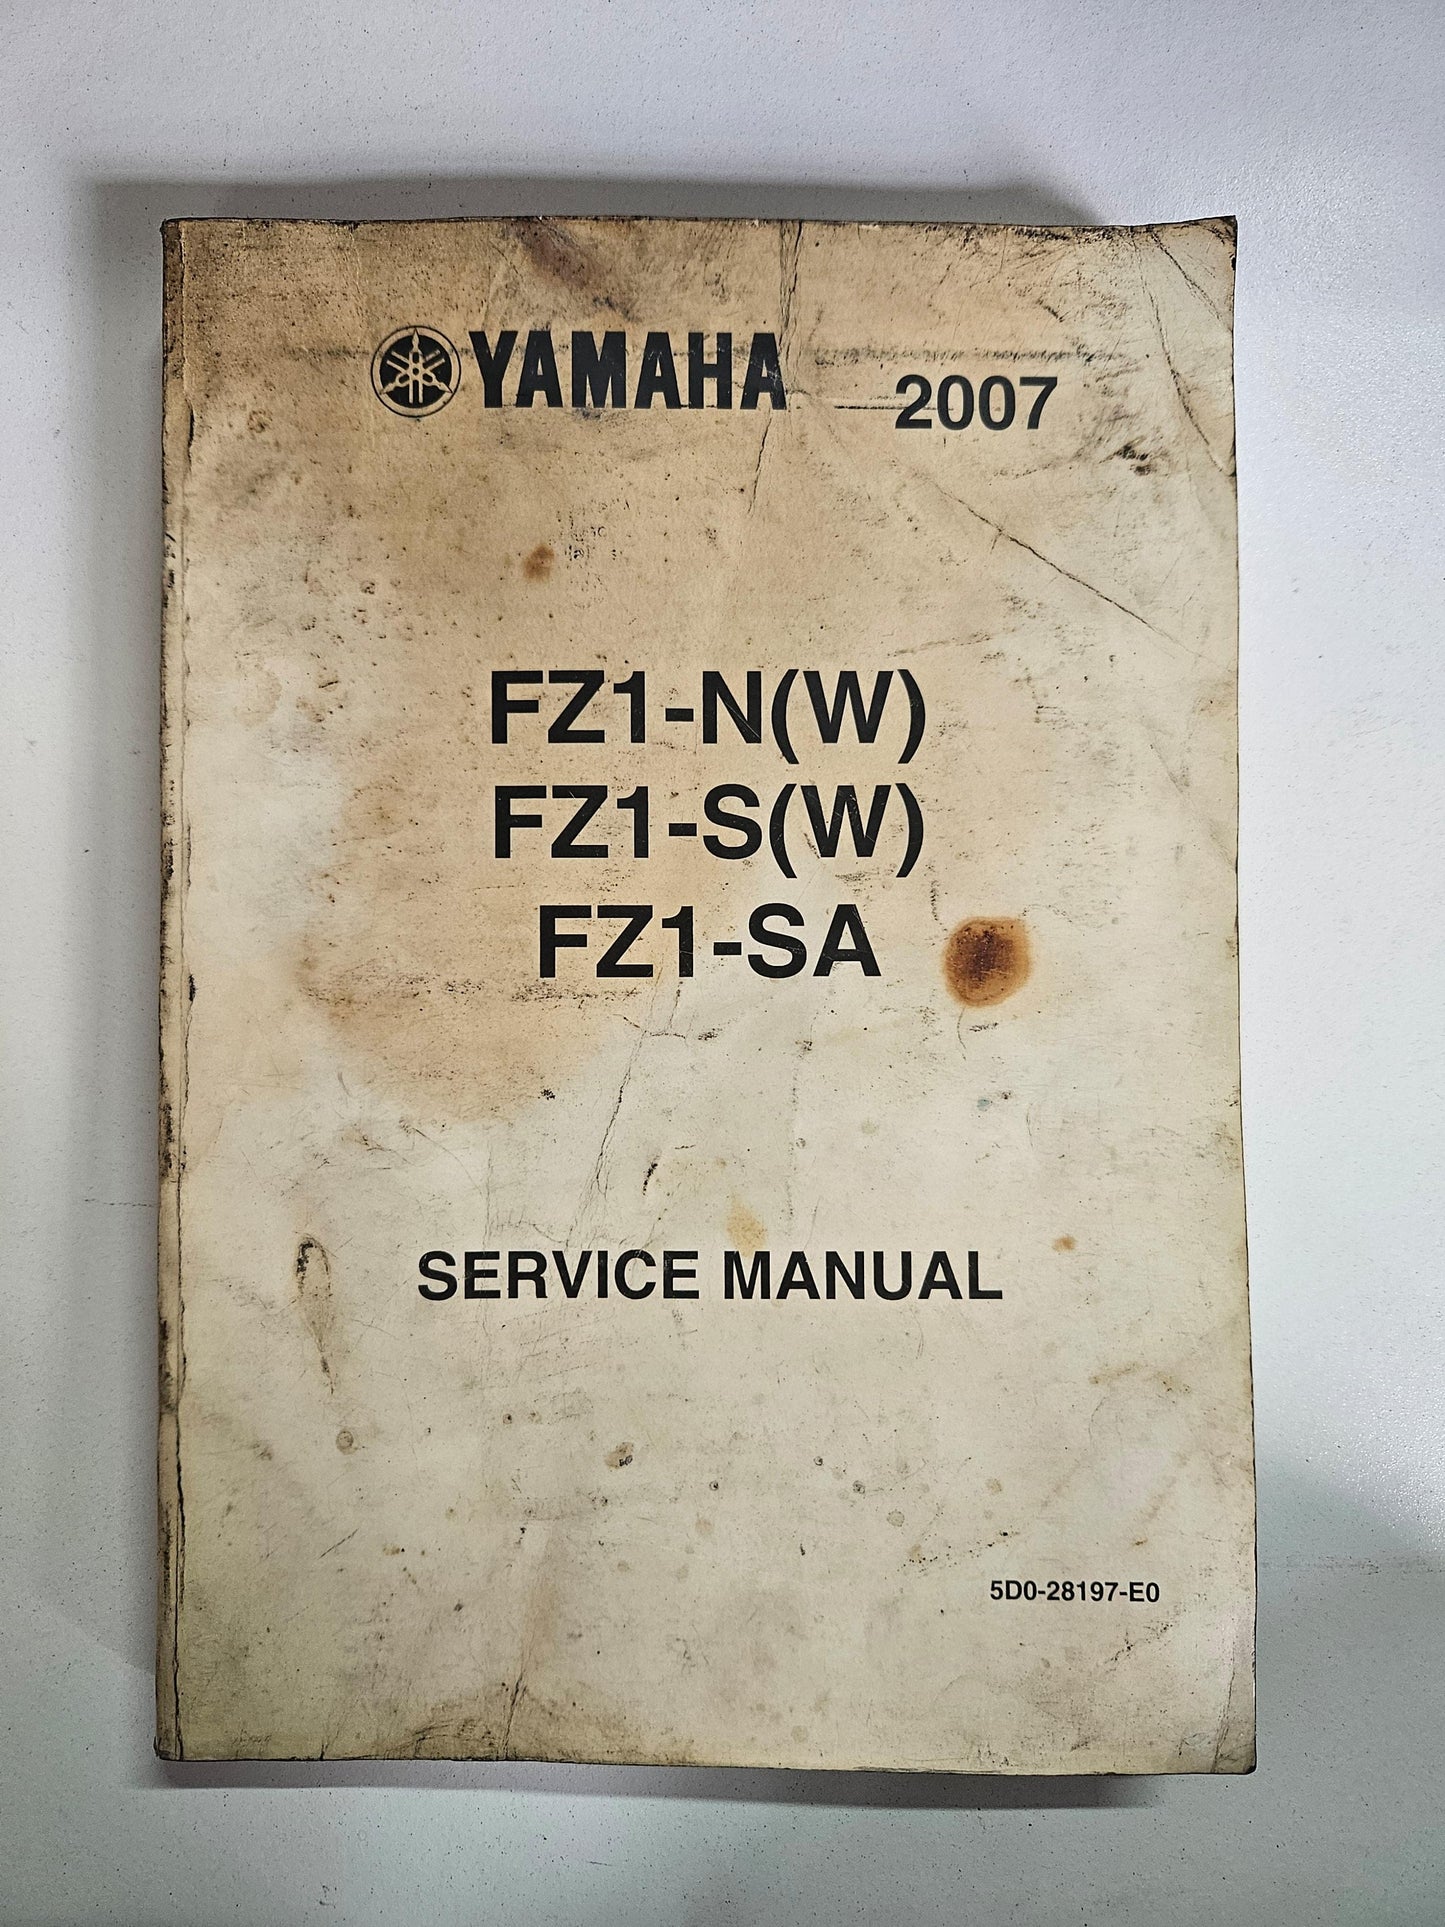 YAMAHA 2007
FZ1-N(W)
FZ1-S(W)
FZ1-SA
SERVICE MANUAL
5D0-28197-E0